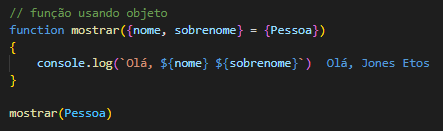 // função usando objeto
function mostrar({nome, sobrenome} = {Pessoa})
{
    console.log(`Olá, ${nome} ${sobrenome}`)  Olá, Jones Etos
}
mostrar(Pessoa)